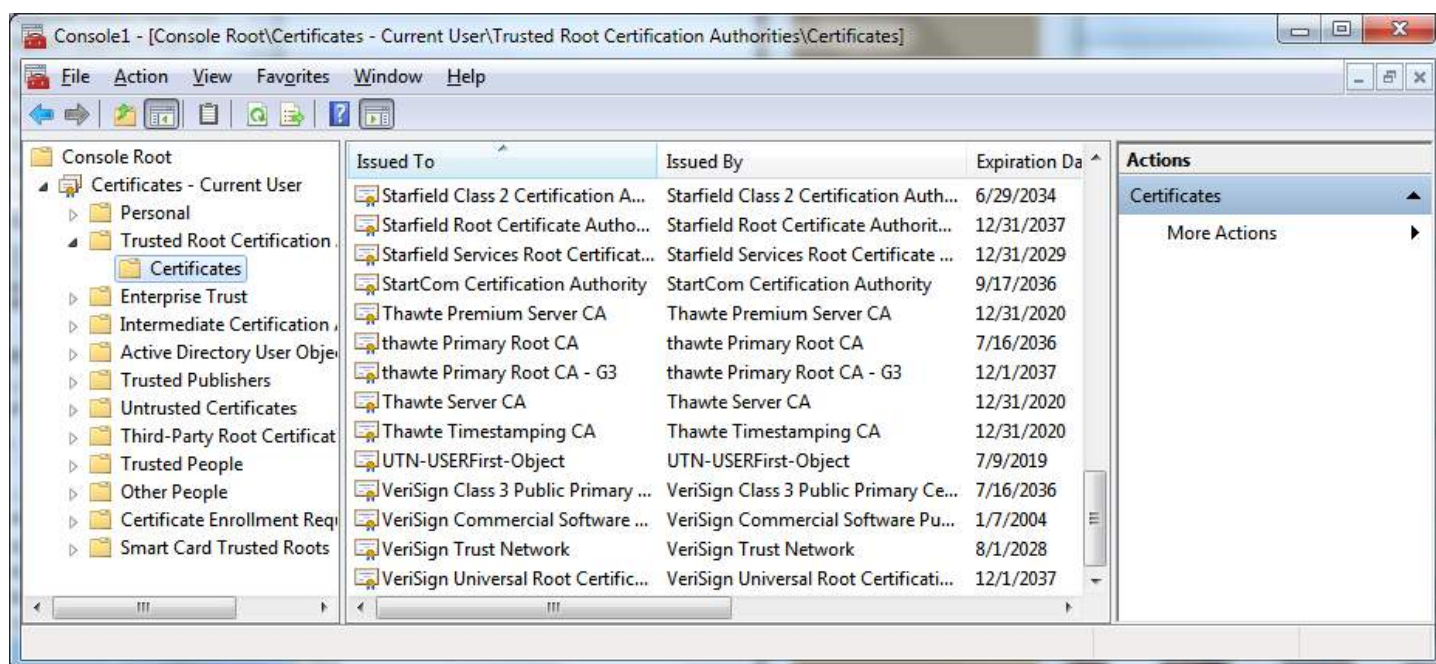 Console1 - [Console Root\Certificates - Current User\Trusted Root Certification Authorities\Certificates]
File Action View Favorites Window Help
Console Root
Certificates - Current User
Personal
Trusted Root Certification
Certificates
Enterprise Trust
Intermediate Certification
Active Directory User Obje
Trusted Publishers
Untrusted Certificates
Third-Party Root Certificat
Trusted People
Other People
Certificate Enrollment Requ
Smart Card Trusted Roots
Issued To Issued By Expiration Da
Starfield Class 2 Certification A... Starfield Class 2 Certification Auth... 6/29/2034
Starfield Root Certificate Autho... Starfield Root Certificate Authorit... 12/31/2037
Starfield Services Root Certificat... Starfield Services Root Certificate ... 12/31/2029
StartCom Certification Authority StartCom Certification Authority 9/17/2036
Thawte Premium Server CA Thawte Premium Server CA 12/31/2020
thawte Primary Root CA thawte Primary Root CA 7/16/2036
thawte Primary Root CA - G3 thawte Primary Root CA - G3 12/1/2037
Thawte Server CA Thawte Server CA 12/31/2020
Thawte Timestamping CA Thawte Timestamping CA 12/31/2020
UTN-USERFirst-Object UTN-USERFirst-Object 7/9/2019
VeriSign Class 3 Public Primary ... VeriSign Class 3 Public Primary Ce... 7/16/2036
VeriSign Commercial Software ... VeriSign Commercial Software Pu... 1/7/2004
VeriSign Trust Network VeriSign Trust Network 8/1/2028
VeriSign Universal Root Certific... VeriSign Universal Root Certificati... 12/1/2037
Actions
Certificates
More Actions